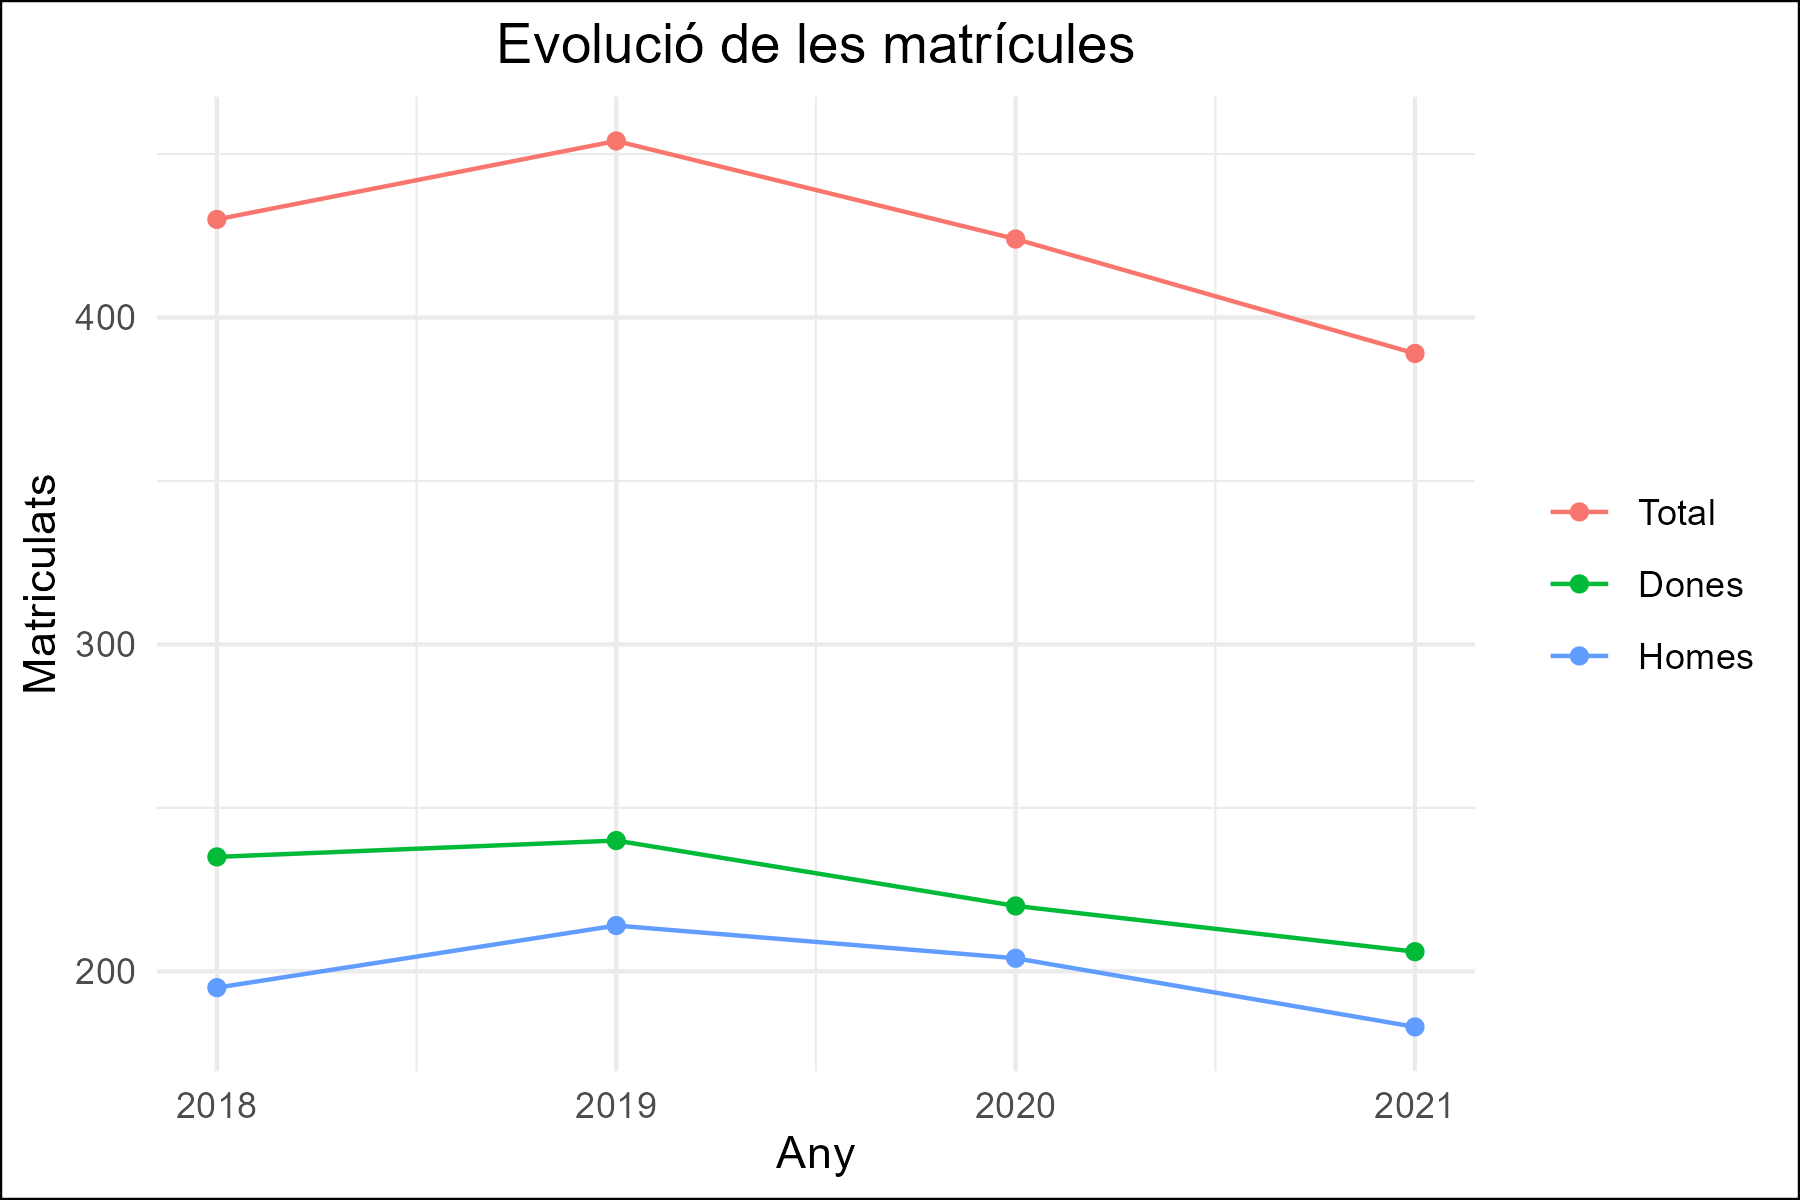 Evolució de les matrícules
Matriculats
400
300
200
2018 2019 2020 2021
Any
Total
Dones
Homes